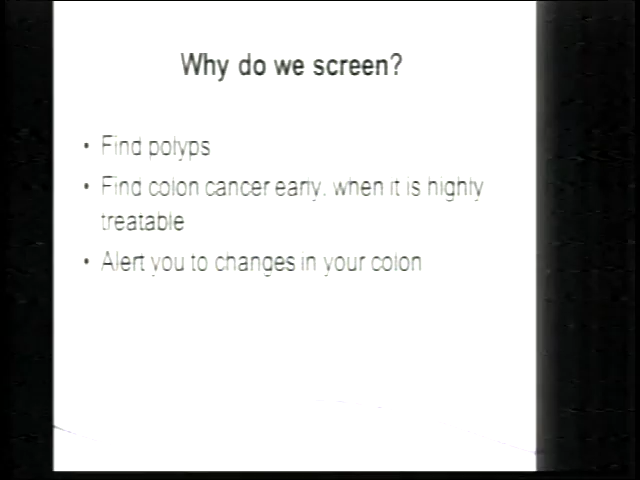 Why do we screen?
• Find polyps
• Find colon cancer early, when it is highly
treatable
• Alert you to changes in your colon